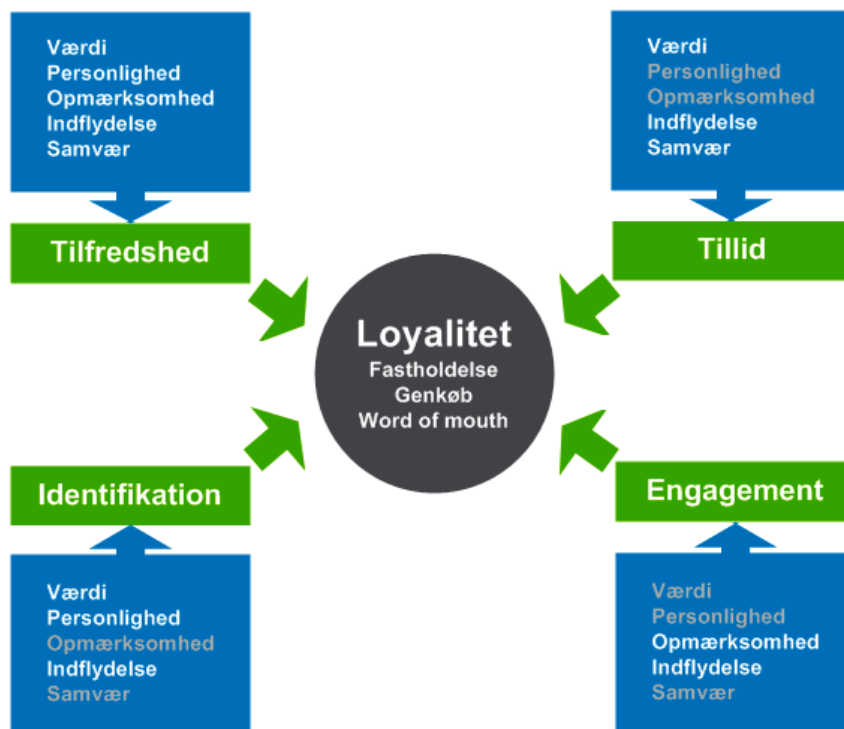 Værdi
Personlighed
Opmærksomhed
Indflydelse
Samvær
Tilfredshed
Værdi
Personlighed
Opmærksomhed
Indflydelse
Samvær
Tillid
Loyalitet
Fastholdelse
Genkøb
Word of mouth
Identifikation
Værdi
Personlighed
Opmærksomhed
Indflydelse
Samvær
Engagement
Værdi
Personlighed
Opmærksomhed
Indflydelse
Samvær